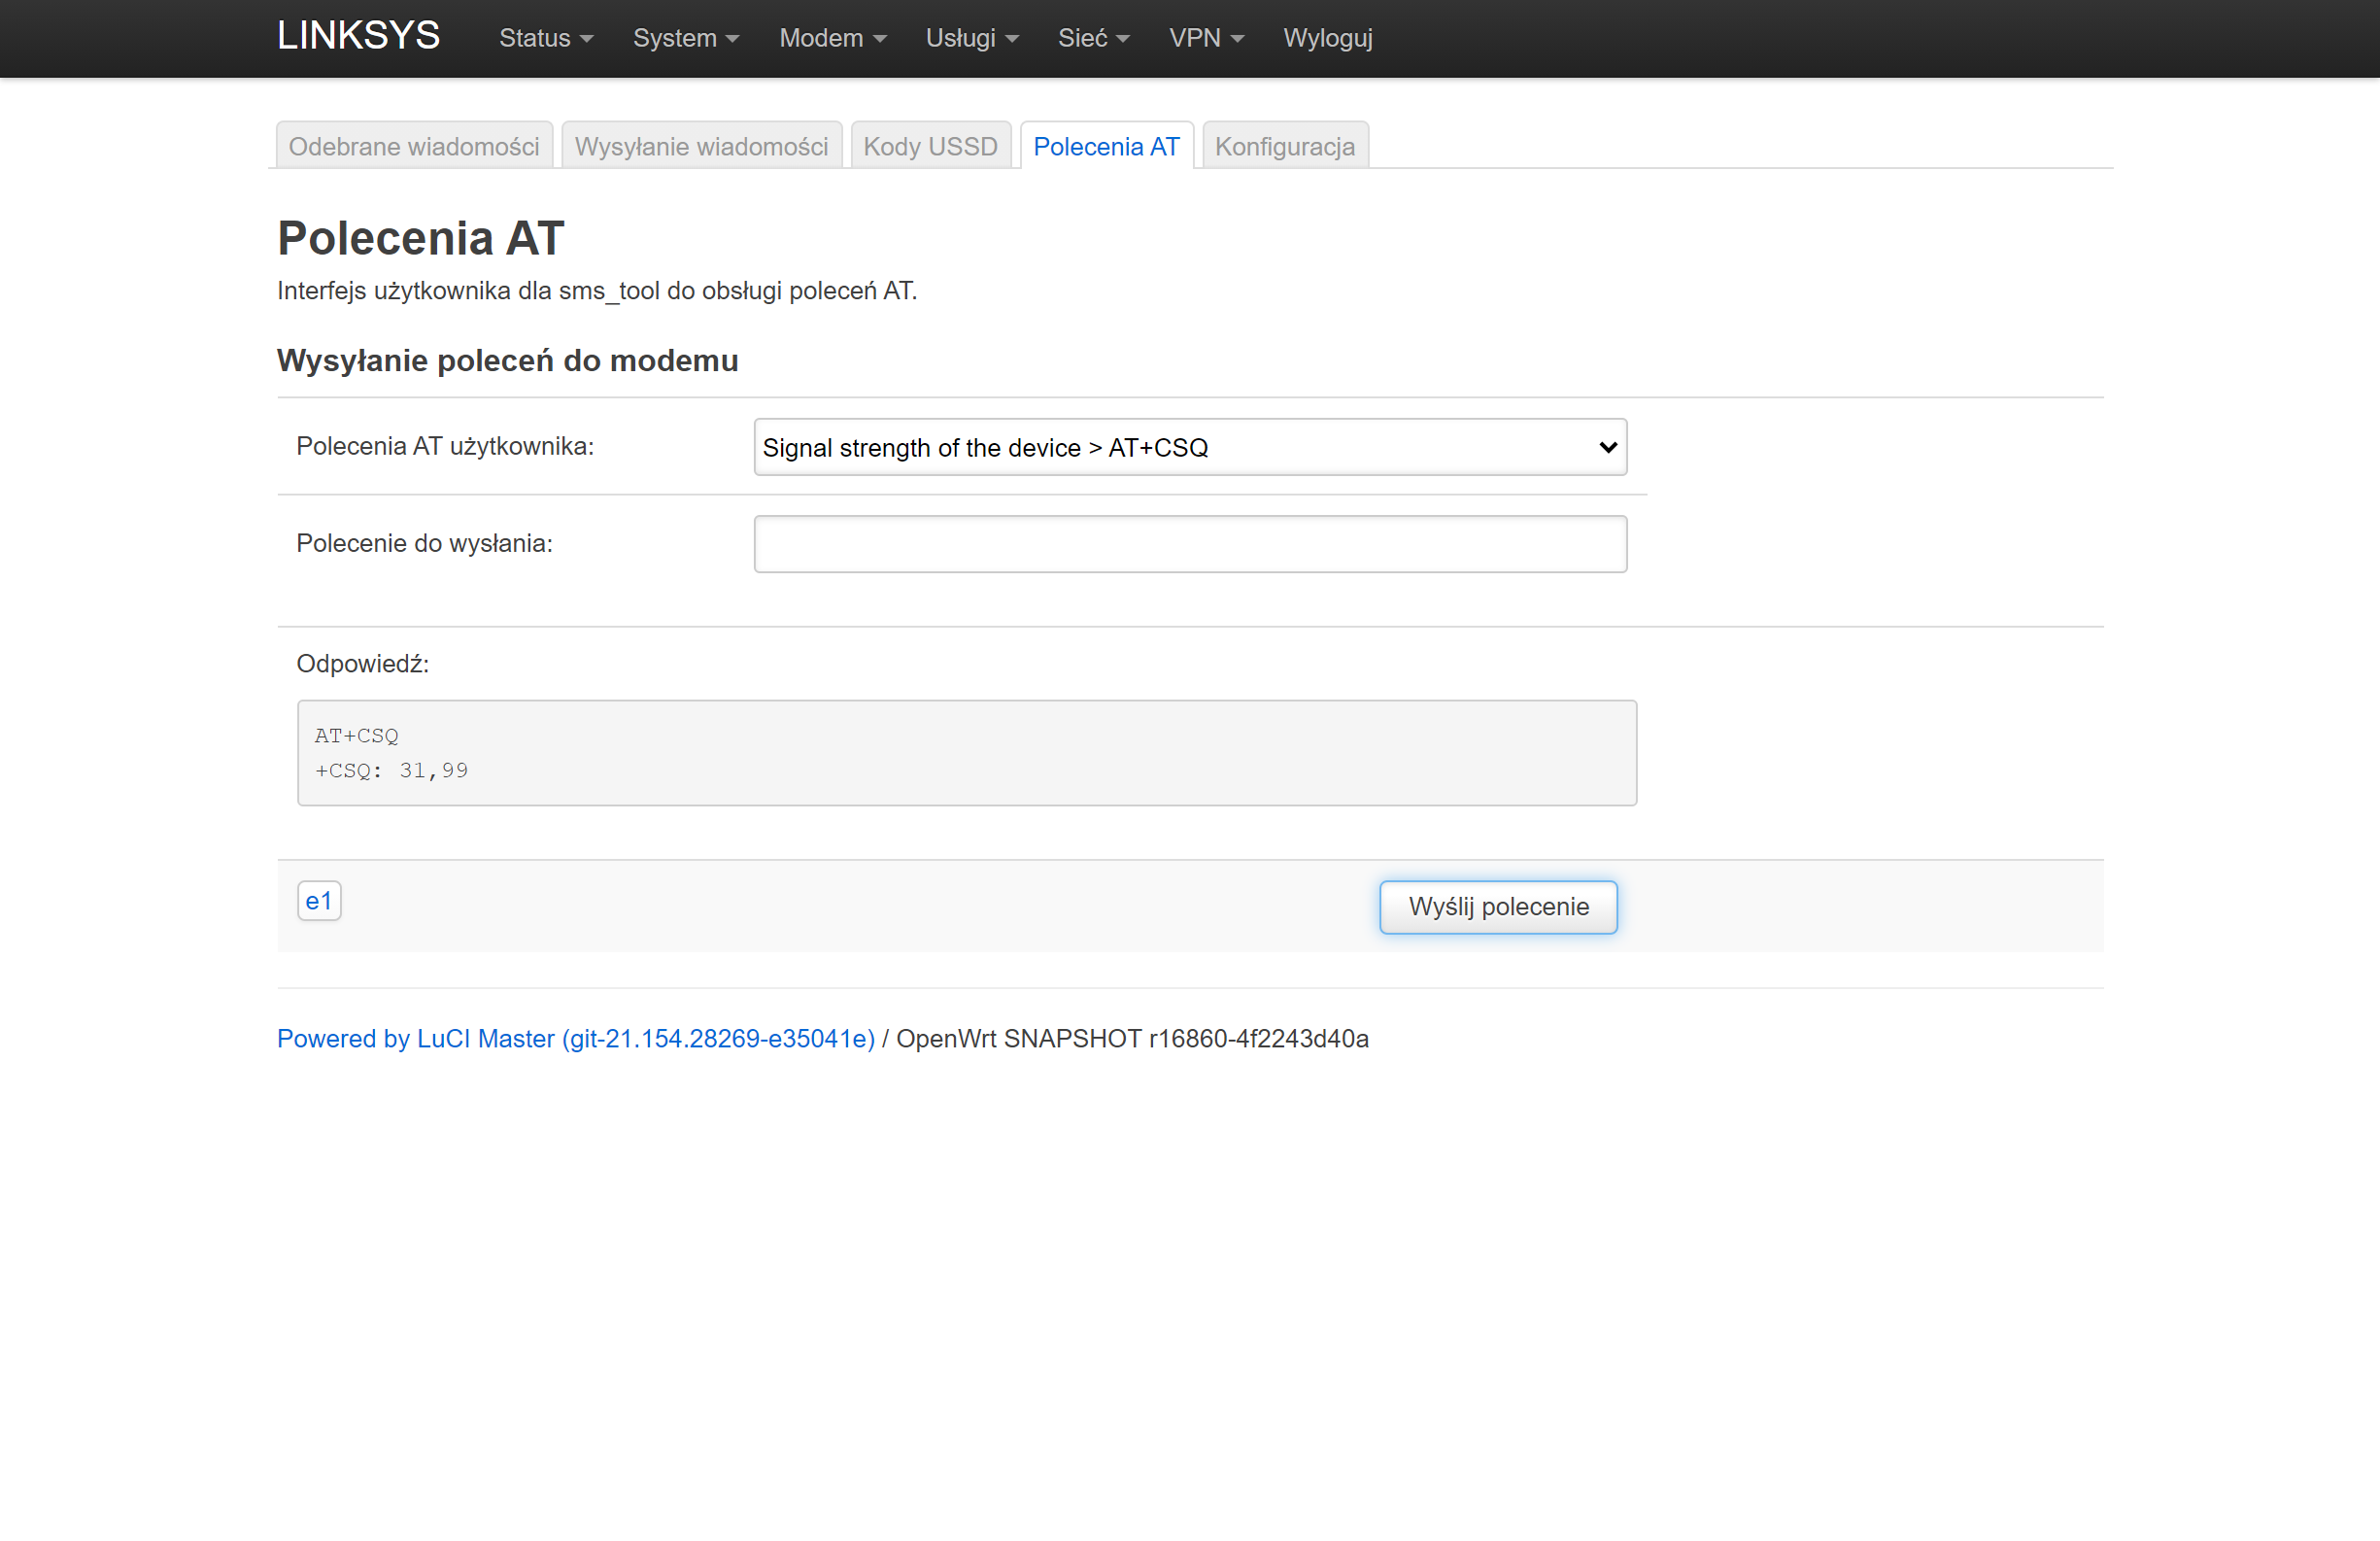 LINKSYS Status System Modem Usługi Sieć VPN Wyloguj
Odebrane wiadomości Wysyłanie wiadomości Kody USSD Polecenia AT Konfiguracja
Polecenia AT
Interfejs użytkownika dla sms_tool do obsługi poleceń AT.
Wysyłanie poleceń do modemu
Polecenia AT użytkownika: Signal strength of the device > AT+CSQ
Polecenie do wysłania:
Odpowiedź:
AT+CSQ
+CSQ: 31,99
e1 Wyślij polecenie
Powered by LuCI Master (git-21.154.28269-e35041e) / OpenWrt SNAPSHOT r16860-4f2243d40a